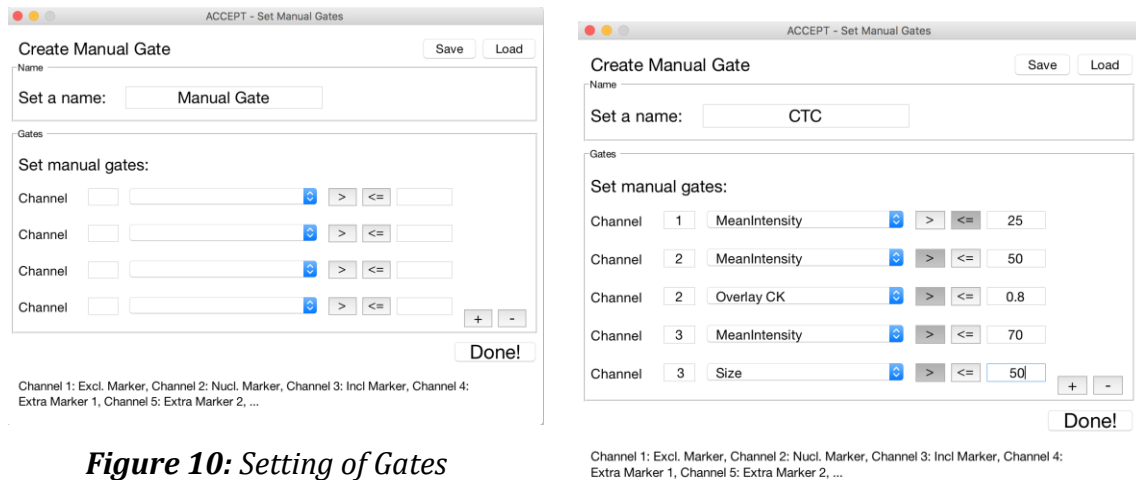 ACCEPT - Set Manual Gates
Create Manual Gate Save Load
Name
Set a name: Manual Gate
Gates
Set manual gates:
Channel > <=
Channel > <=
Channel > <=
Channel > <=
+ -
Done!
Channel 1: Excl. Marker, Channel 2: Nucl. Marker, Channel 3: Incl Marker, Channel 4:
Extra Marker 1, Channel 5: Extra Marker 2, ...
Figure 10: Setting of Gates
ACCEPT - Set Manual Gates
Create Manual Gate Save Load
Name
Set a name: CTC
Gates
Set manual gates:
Channel 1 MeanIntensity > <= 25
Channel 2 MeanIntensity > <= 50
Channel 2 Overlay CK > <= 0.8
Channel 3 MeanIntensity > <= 70
Channel 3 Size > <= 50
+ -
Done!
Channel 1: Excl. Marker, Channel 2: Nucl. Marker, Channel 3: Incl Marker, Channel 4:
Extra Marker 1, Channel 5: Extra Marker 2, ...